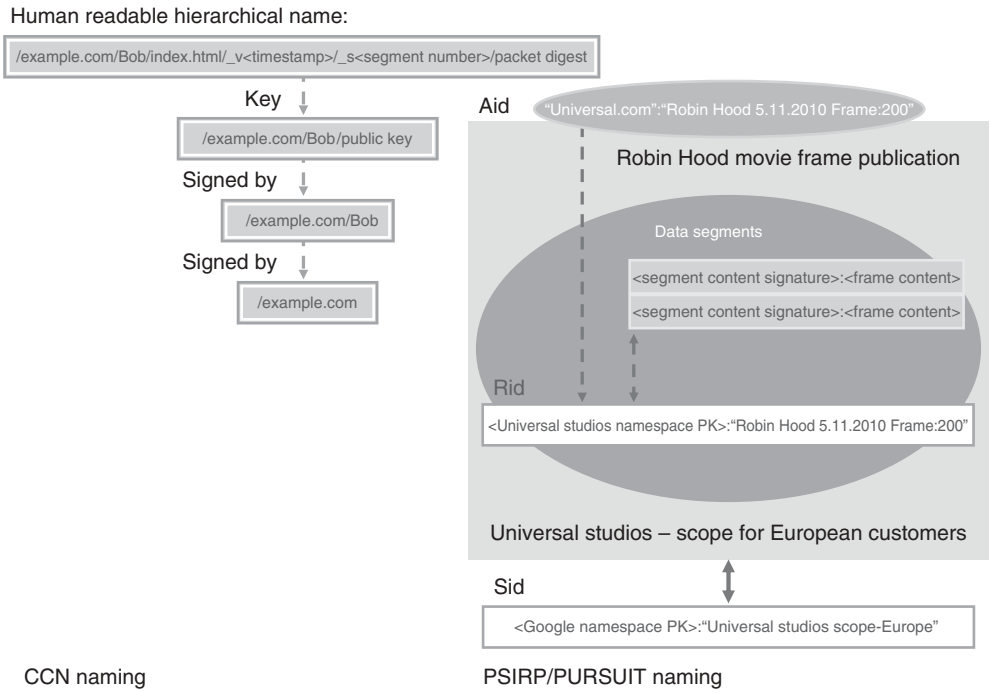 Human readable hierarchical name:
/example.com/Bob/index.html/_v<timestamp>/_s<segment number>/packet digest
Key
/example.com/Bob/public key
Signed by
/example.com/Bob
Signed by
/example.com
CCN naming
Aid
“Universal.com”:“Robin Hood 5.11.2010 Frame:200”
Robin Hood movie frame publication
Data segments
<segment content signature>:<frame content>
<segment content signature>:<frame content>
Rid
<Universal studios namespace PK>:“Robin Hood 5.11.2010 Frame:200”
Universal studios – scope for European customers
Sid
<Google namespace PK>:“Universal studios scope-Europe”
PSIRP/PURSUIT naming